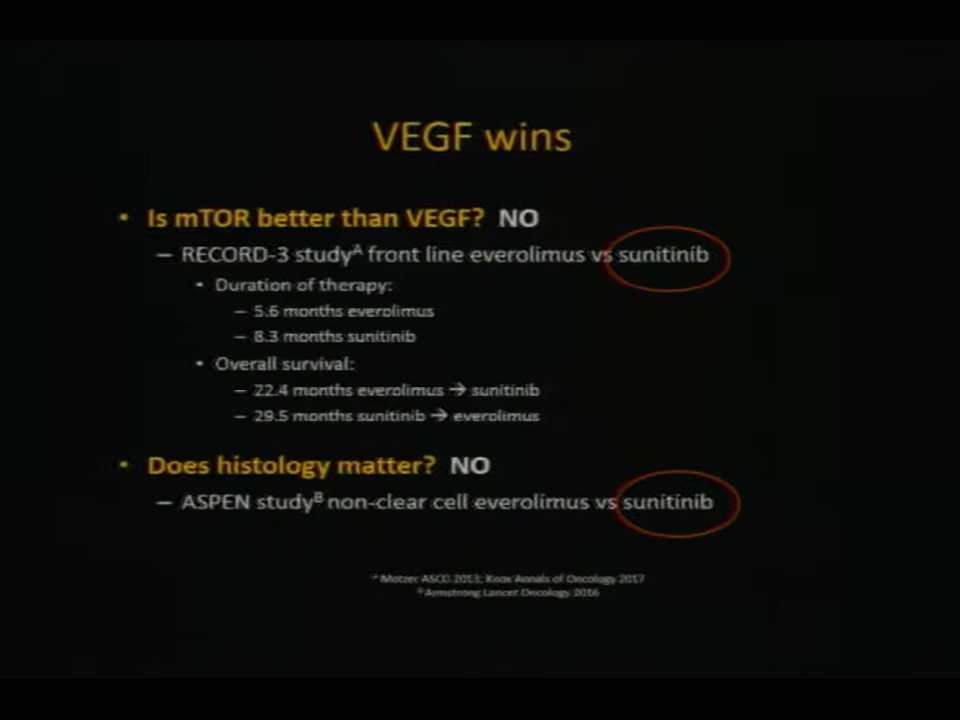 VEGF wins
• Is mTOR better than VEGF? NO
– RECORD-3 studyᴬ front line everolimus vs sunitinib
• Duration of therapy:
– 5.6 months everolimus
– 8.3 months sunitinib
• Overall survival:
– 22.4 months everolimus → sunitinib
– 29.5 months sunitinib → everolimus
• Does histology matter? NO
– ASPEN studyᴮ non-clear cell everolimus vs sunitinib
ᴬ Motzer ASCO 2013; Knox Annals of Oncology 2017
ᴮ Armstrong Lancet Oncology 2016